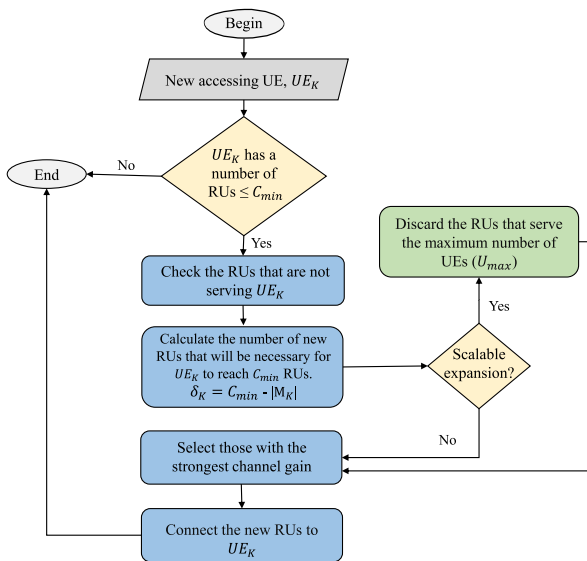 Begin
New accessing UE, UE_K
UE_K has a
number of
RUs ≤ C_min
No
End
Yes
Check the RUs that are not
serving UE_K
Discard the RUs that serve
the maximum number of
UEs (U_max)
Yes
Calculate the number of new
RUs that will be necessary for
UE_K to reach C_min RUs.
δ_K = C_min - |M_K|
Scalable
expansion?
No
Select those with the
strongest channel gain
Connect the new RUs to
UE_K